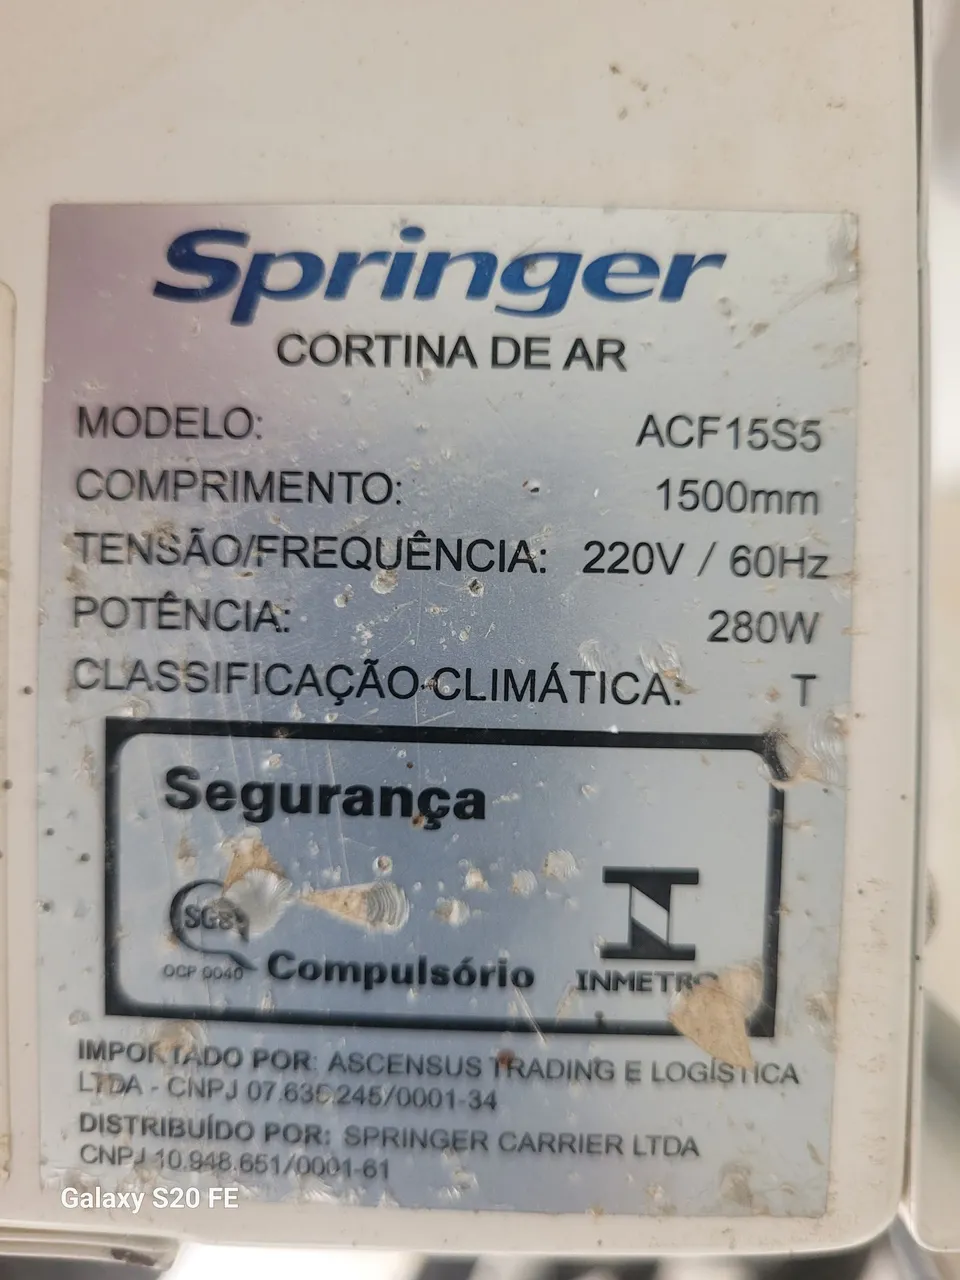 Springer
CORTINA DE AR
MODELO: ACF15S5
COMPRIMENTO: 1500mm
TENSÃO/FREQUÊNCIA: 220V / 60Hz
POTÊNCIA: 280W
CLASSIFICAÇÃO CLIMÁTICA: T
Segurança
SGS
OCP 0040
Compulsório
INMETRO
IMPORTADO POR: ASCENSUS TRADING E LOGÍSTICA
LTDA - CNPJ 07.635.245/0001-34
DISTRIBUÍDO POR: SPRINGER CARRIER LTDA
CNPJ 10.948.651/0001-61
Galaxy S20 FE